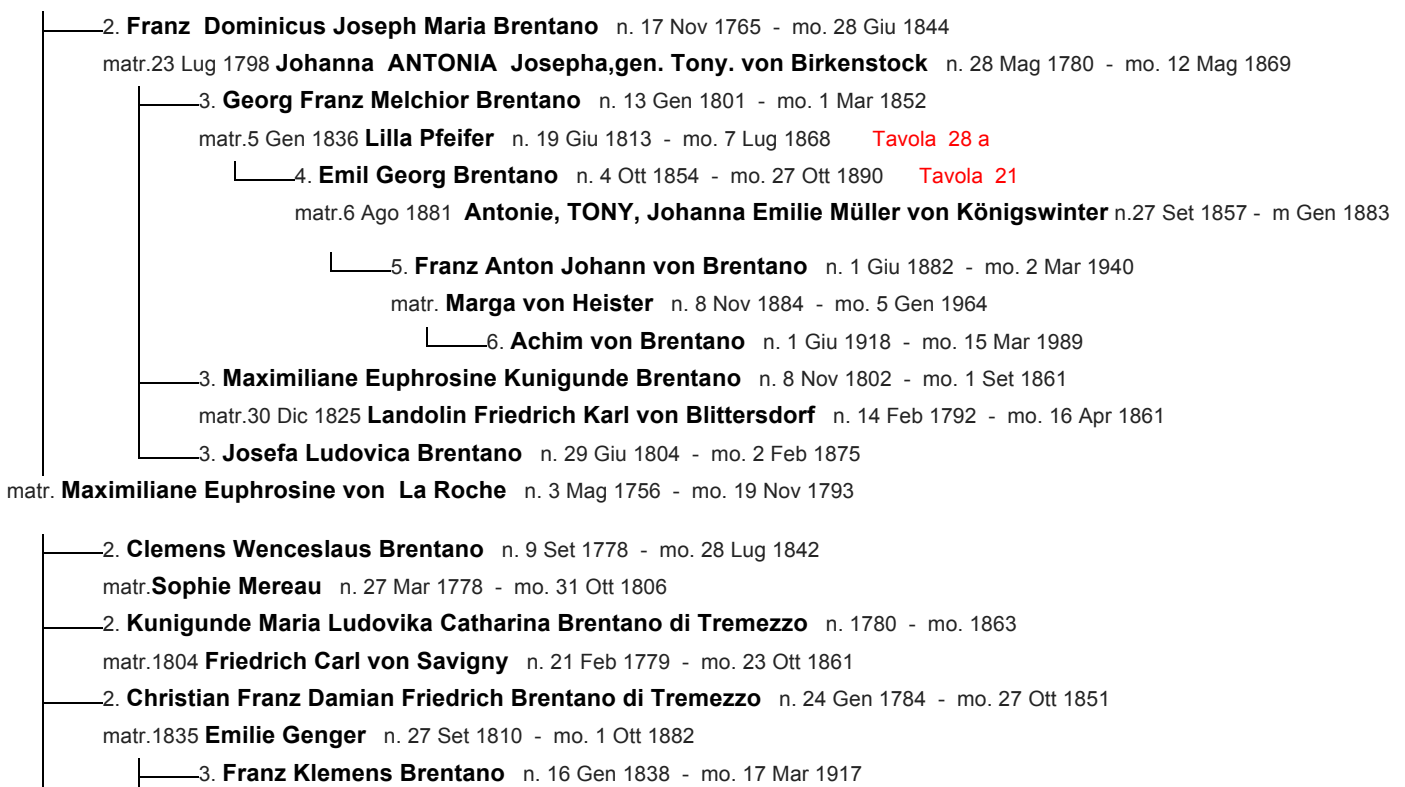 2. Franz Dominicus Joseph Maria Brentano n. 17 Nov 1765 - mo. 28 Giu 1844
matr.23 Lug 1798 Johanna ANTONIA Josepha,gen. Tony. von Birkenstock n. 28 Mag 1780 - mo. 12 Mag 1869
3. Georg Franz Melchior Brentano n. 13 Gen 1801 - mo. 1 Mar 1852
matr.5 Gen 1836 Lilla Pfeifer n. 19 Giu 1813 - mo. 7 Lug 1868 Tavola 28 a
4. Emil Georg Brentano n. 4 Ott 1854 - mo. 27 Ott 1890 Tavola 21
matr.6 Ago 1881 Antonie, TONY, Johanna Emilie Müller von Königswinter n.27 Set 1857 - m Gen 1883
5. Franz Anton Johann von Brentano n. 1 Giu 1882 - mo. 2 Mar 1940
matr. Marga von Heister n. 8 Nov 1884 - mo. 5 Gen 1964
6. Achim von Brentano n. 1 Giu 1918 - mo. 15 Mar 1989
3. Maximiliane Euphrosine Kunigunde Brentano n. 8 Nov 1802 - mo. 1 Set 1861
matr.30 Dic 1825 Landolin Friedrich Karl von Blittersdorf n. 14 Feb 1792 - mo. 16 Apr 1861
3. Josefa Ludovica Brentano n. 29 Giu 1804 - mo. 2 Feb 1875
matr. Maximiliane Euphrosine von La Roche n. 3 Mag 1756 - mo. 19 Nov 1793
2. Clemens Wenceslaus Brentano n. 9 Set 1778 - mo. 28 Lug 1842
matr.Sophie Mereau n. 27 Mar 1778 - mo. 31 Ott 1806
2. Kunigunde Maria Ludovika Catharina Brentano di Tremezzo n. 1780 - mo. 1863
matr.1804 Friedrich Carl von Savigny n. 21 Feb 1779 - mo. 23 Ott 1861
2. Christian Franz Damian Friedrich Brentano di Tremezzo n. 24 Gen 1784 - mo. 27 Ott 1851
matr.1835 Emilie Genger n. 27 Set 1810 - mo. 1 Ott 1882
3. Franz Klemens Brentano n. 16 Gen 1838 - mo. 17 Mar 1917